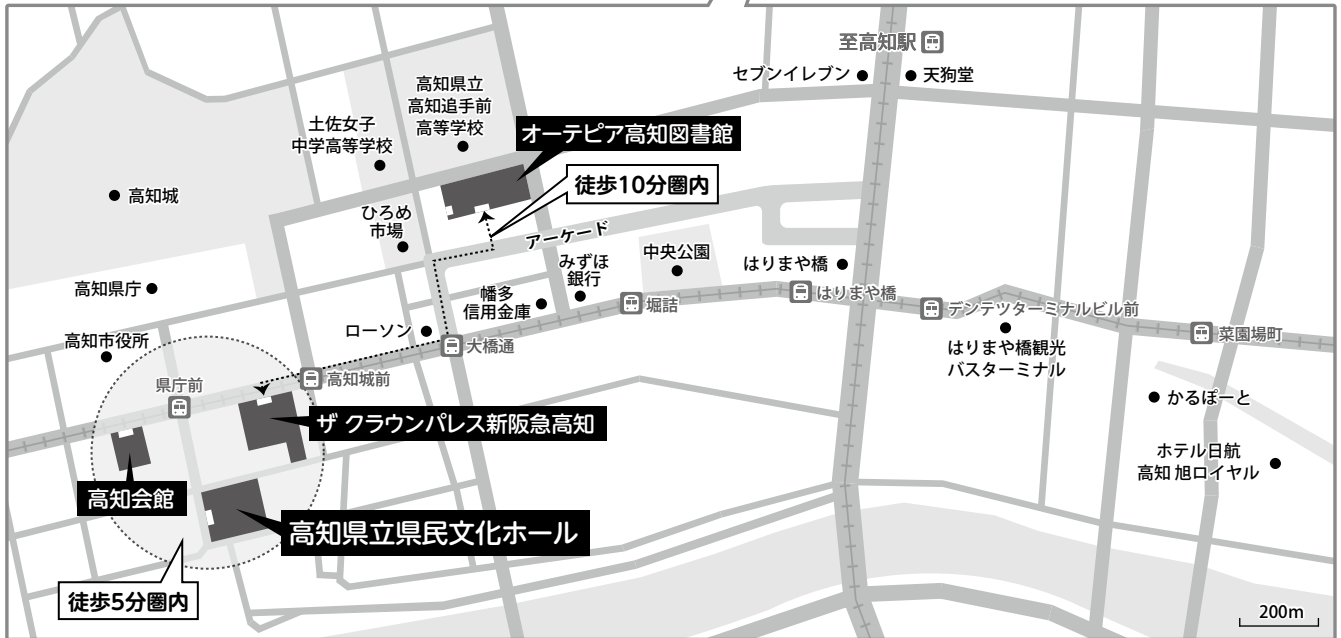 至高知駅
セブンイレブン
天狗堂
高知県立
高知追手前
高等学校
土佐女子
中学高等学校
オーテピア高知図書館
徒歩10分圏内
高知城
ひろめ
市場
アーケード
中央公園
みずほ
銀行
はりまや橋
高知県庁
幡多
信用金庫
堀詰
はりまや橋
デンテツターミナルビル前
ローソン
大橋通
菜園場町
高知市役所
はりまや橋観光
バスターミナル
県庁前
高知城前
かるぽーと
ザ クラウンパレス新阪急高知
ホテル日航
高知 旭ロイヤル
高知会館
高知県立県民文化ホール
徒歩5分圏内
200m